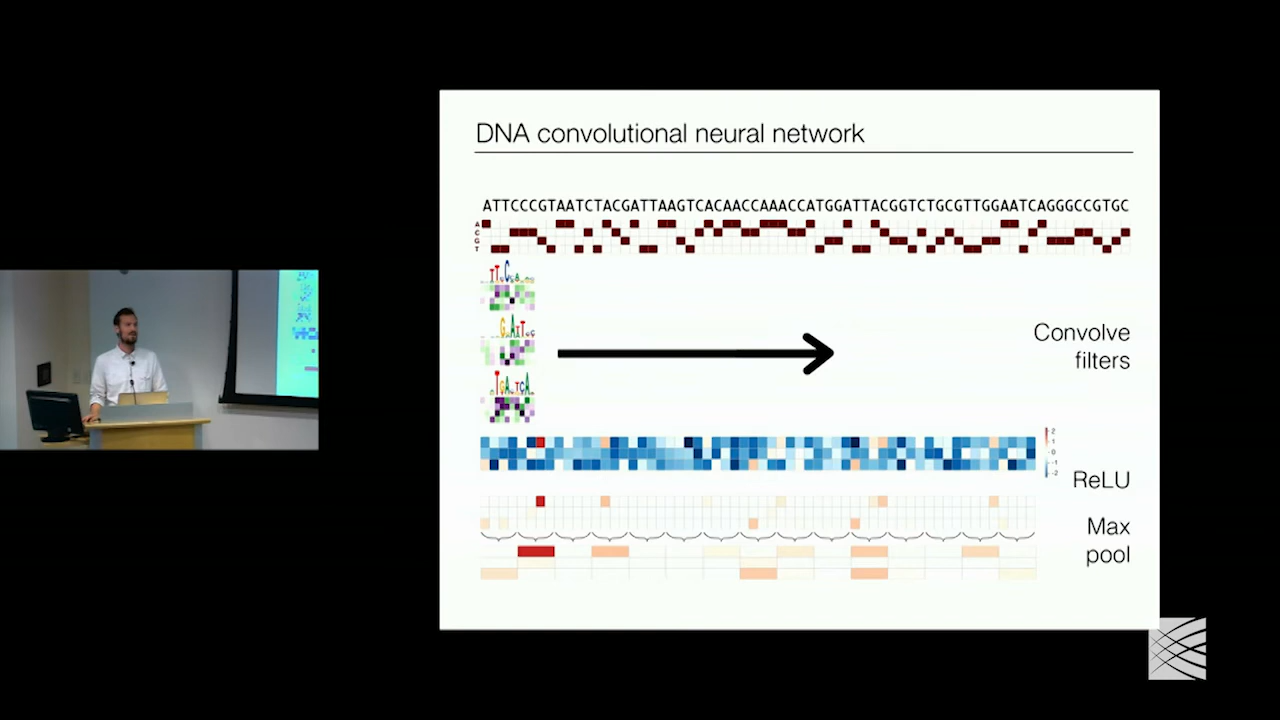 DNA convolutional neural network
ATTCCCGTAATCTACGATTAAGTCACAACCAAACCATGGATTACGGTCTGCGTTGGAATCAGGGCCGTGC
A
C
G
T
Convolve
filters
2
1
0
-1
-2
ReLU
Max
pool